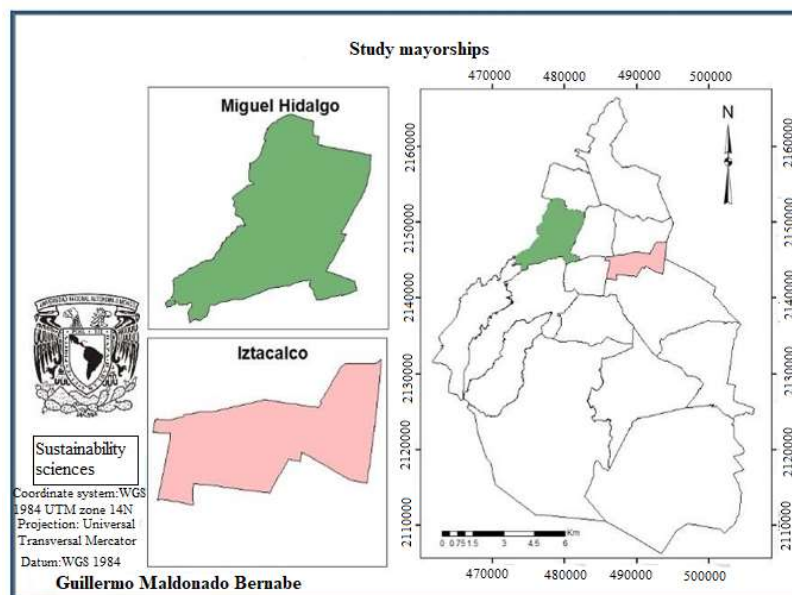 Study mayorships
Miguel Hidalgo
Iztacalco
Sustainability
sciences
Coordinate system:WGS
1984 UTM zone 14N
Projection: Universal
Transversal Mercator
Datum:WGS 1984
Guillermo Maldonado Bernabe
470000 480000 490000 500000
2160000
2150000
2140000
2130000
2120000
2110000
N
2160000
2150000
2140000
2130000
2120000
2110000
Km
0 0.75 1.5 3 4.5 6
470000 480000 490000 500000